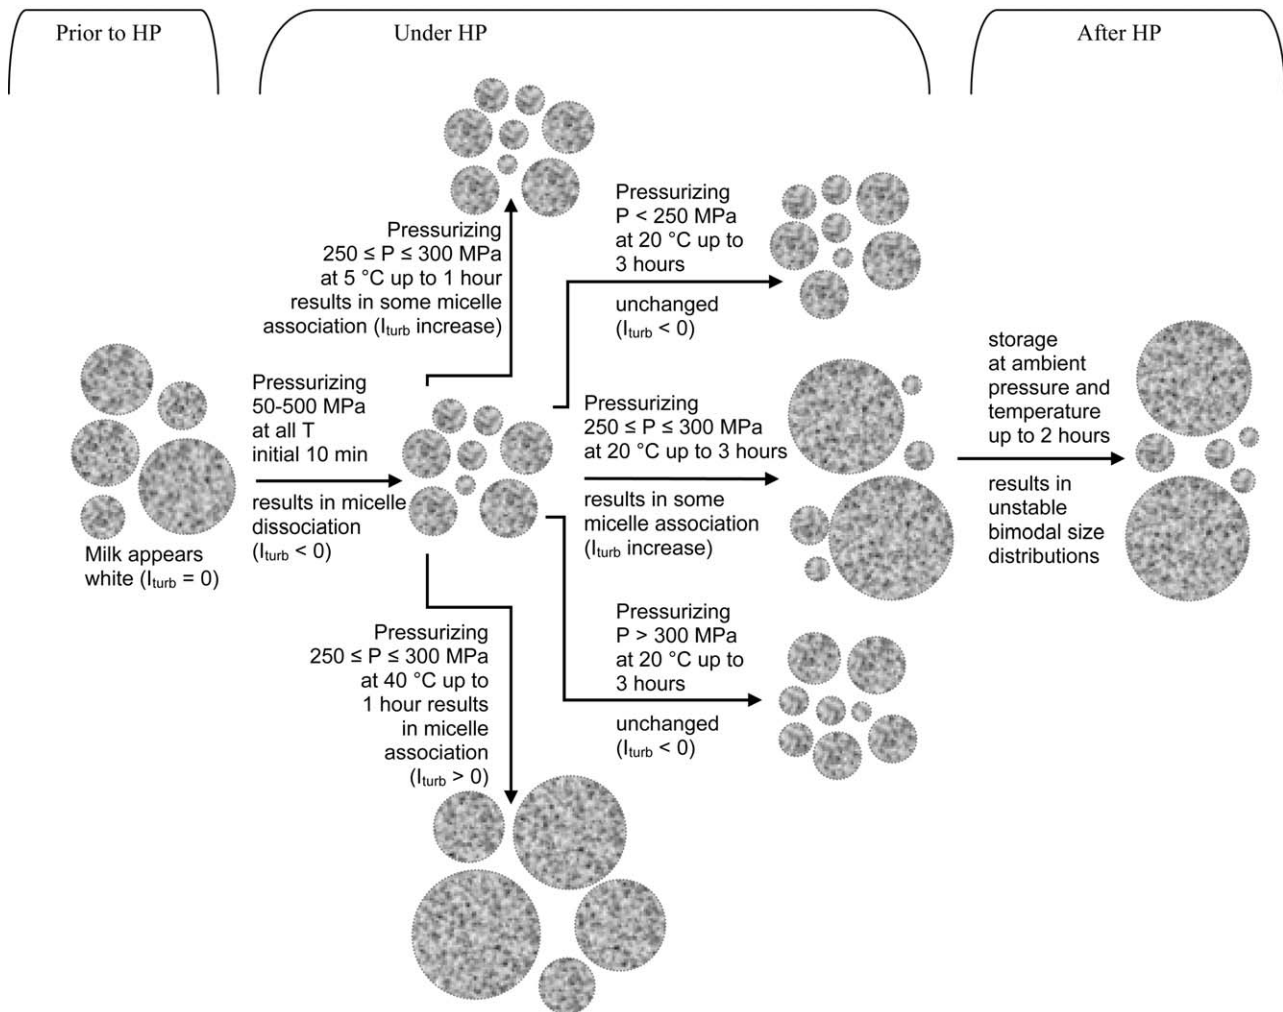 Prior to HP
Under HP
After HP
Pressurizing
250 ≤ P ≤ 300 MPa
at 5 °C up to 1 hour
results in some micelle
association (Iturb increase)
Pressurizing
P < 250 MPa
at 20 °C up to
3 hours
unchanged
(Iturb < 0)
Milk appears
white (Iturb = 0)
Pressurizing
50-500 MPa
at all T
initial 10 min
results in micelle
dissociation
(Iturb < 0)
Pressurizing
250 ≤ P ≤ 300 MPa
at 20 °C up to 3 hours
results in some
micelle association
(Iturb increase)
storage
at ambient
pressure and
temperature
up to 2 hours
results in
unstable
bimodal size
distributions
Pressurizing
250 ≤ P ≤ 300 MPa
at 40 °C up to
1 hour results
in micelle
association
(Iturb > 0)
Pressurizing
P > 300 MPa
at 20 °C up to
3 hours
unchanged
(Iturb < 0)